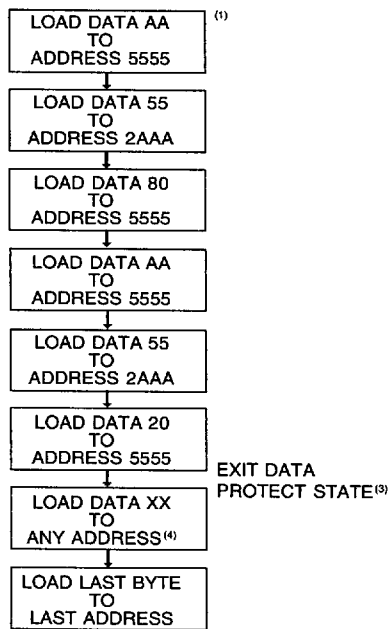 LOAD DATA AA
TO
ADDRESS 5555
(1)
LOAD DATA 55
TO
ADDRESS 2AAA
LOAD DATA 80
TO
ADDRESS 5555
LOAD DATA AA
TO
ADDRESS 5555
LOAD DATA 55
TO
ADDRESS 2AAA
LOAD DATA 20
TO
ADDRESS 5555
EXIT DATA
PROTECT STATE(3)
LOAD DATA XX
TO
ANY ADDRESS(4)
LOAD LAST BYTE
TO
LAST ADDRESS